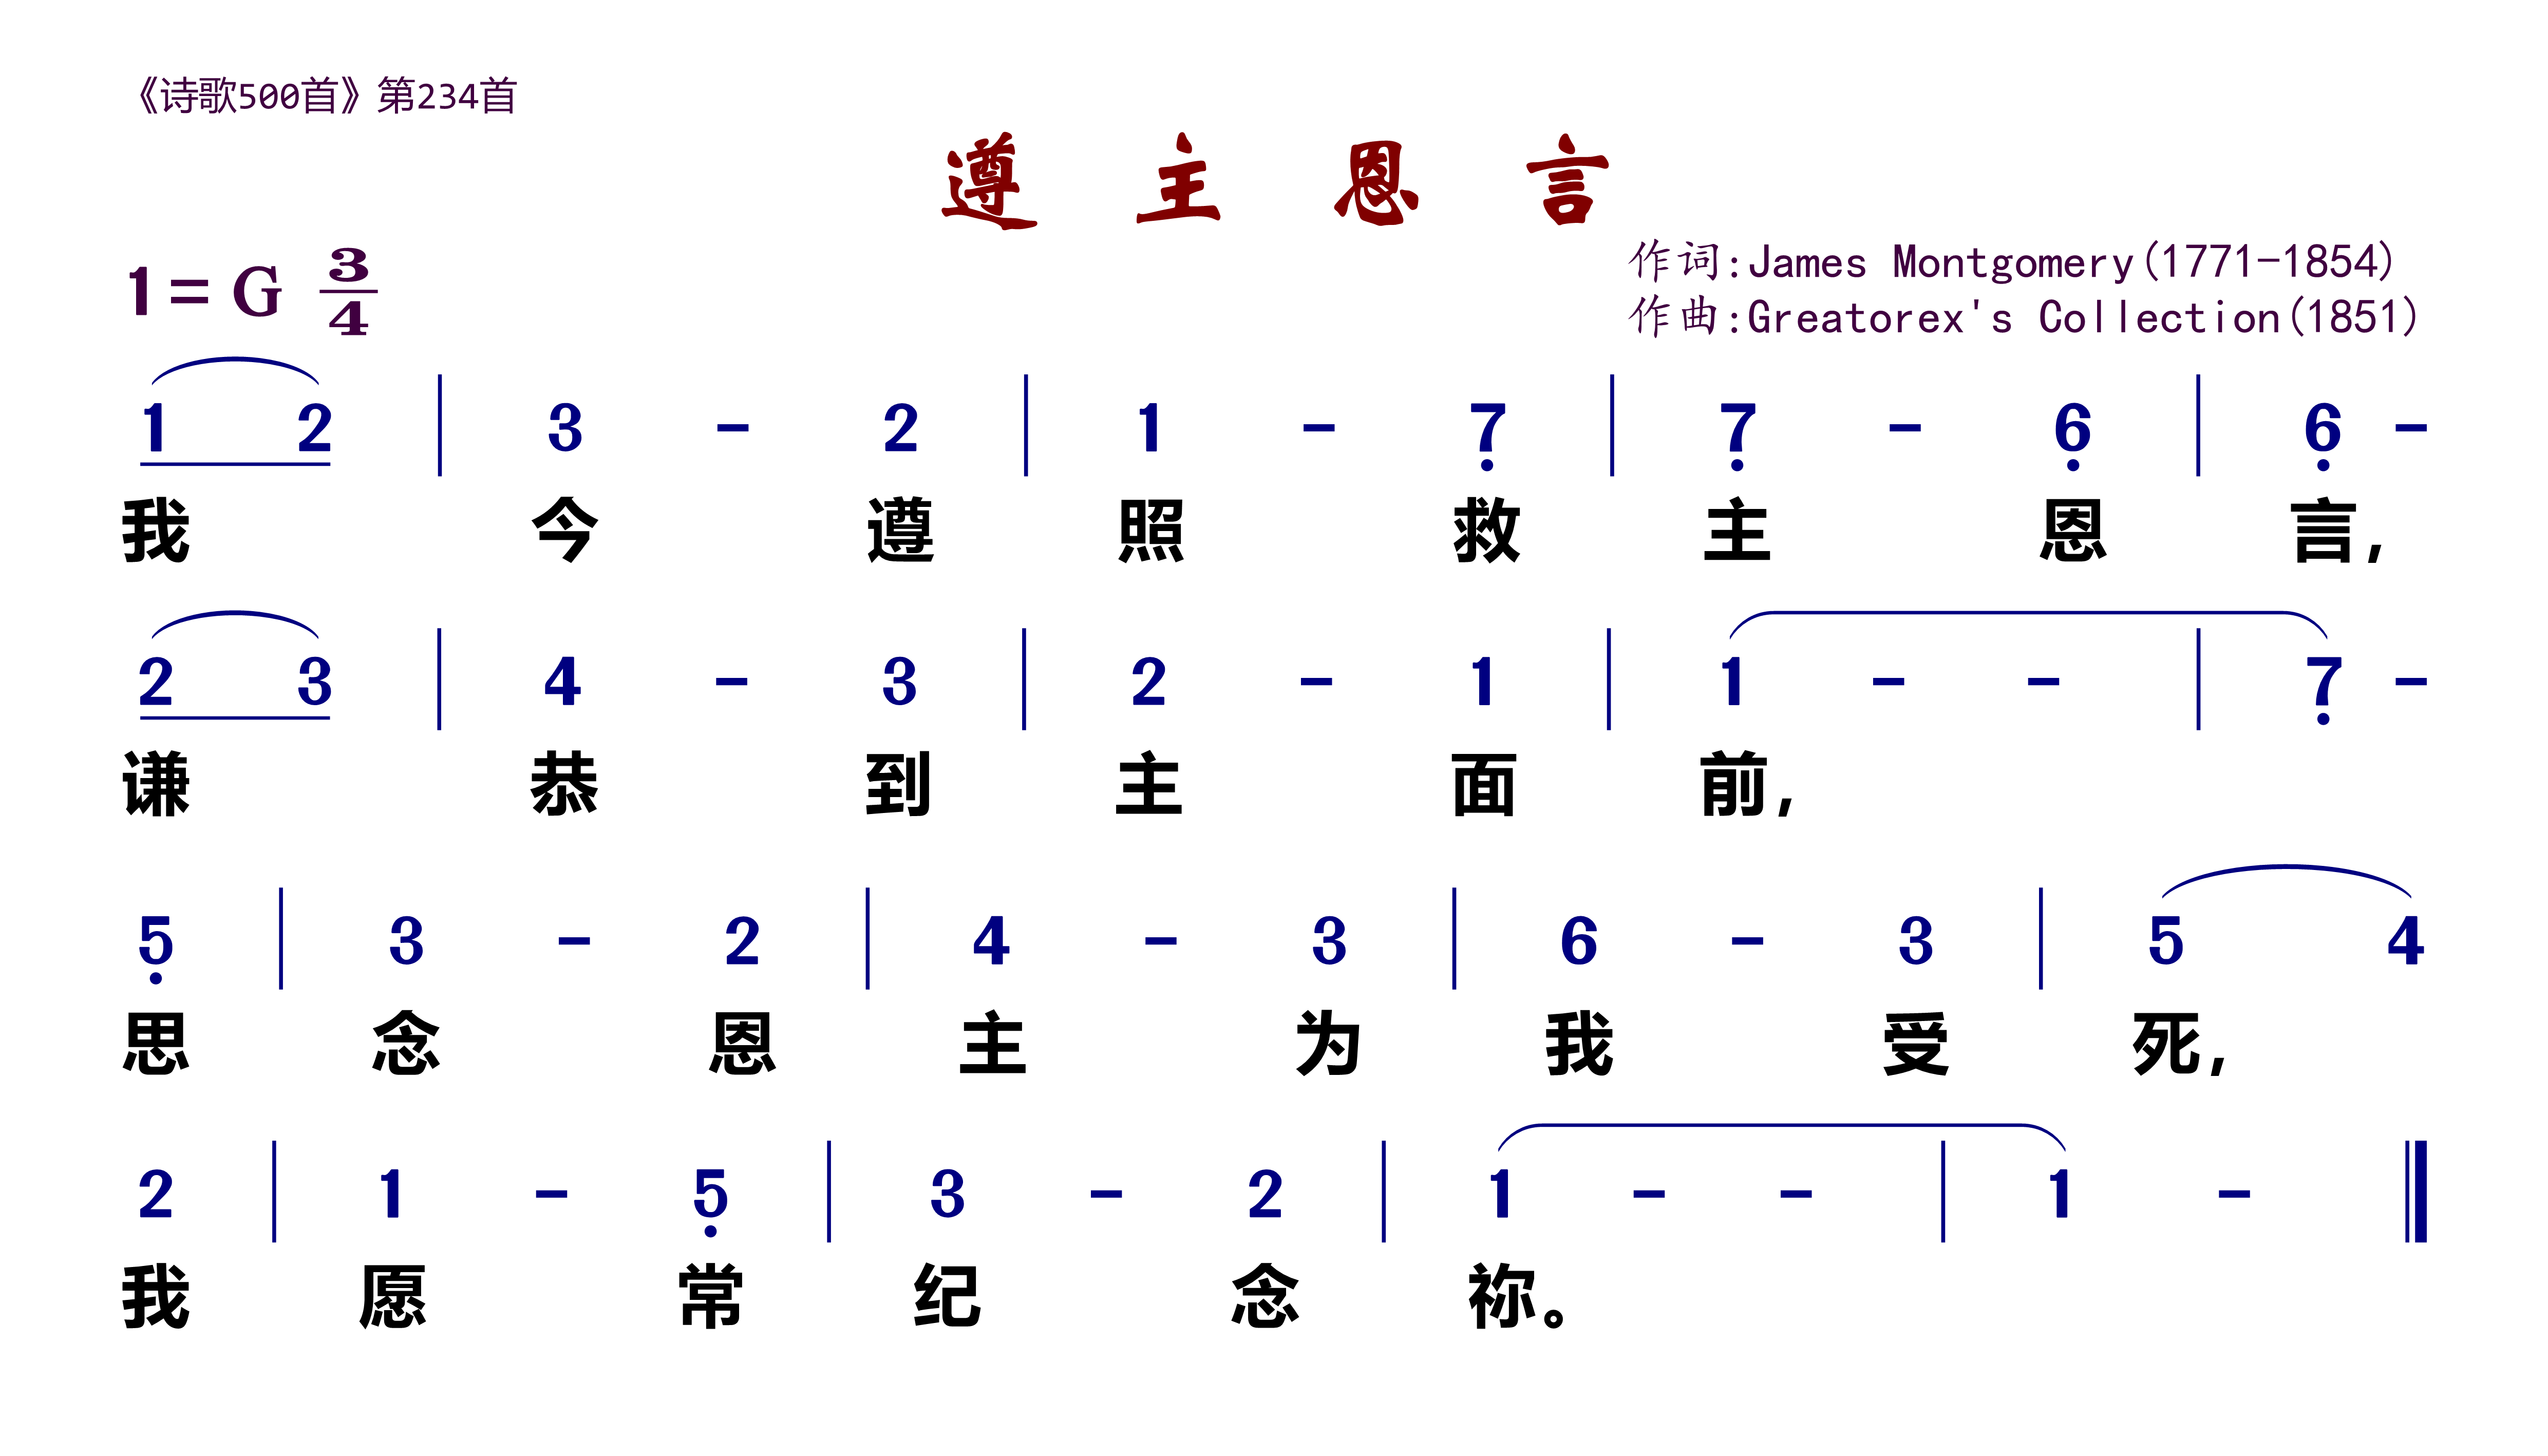 《诗歌500首》第234首
遵主恩言
1=G 3/4
作词:James Montgomery(1771-1854)
作曲:Greatorex's Collection(1851)
1 2 | 3 - 2 | 1 - 7̣ | 7̣ - 6̣ | 6̣ -
我 今 遵 照 救 主 恩 言,
2 3 | 4 - 3 | 2 - 1 | 1 - - | 7̣ -
谦 恭 到 主 面 前,
5̣ | 3 - 2 | 4 - 3 | 6 - 3 | 5 4
思 念 恩 主 为 我 受 死,
2 | 1 - 5̣ | 3 - 2 | 1 - - | 1 - ‖
我 愿 常 纪 念 祢。